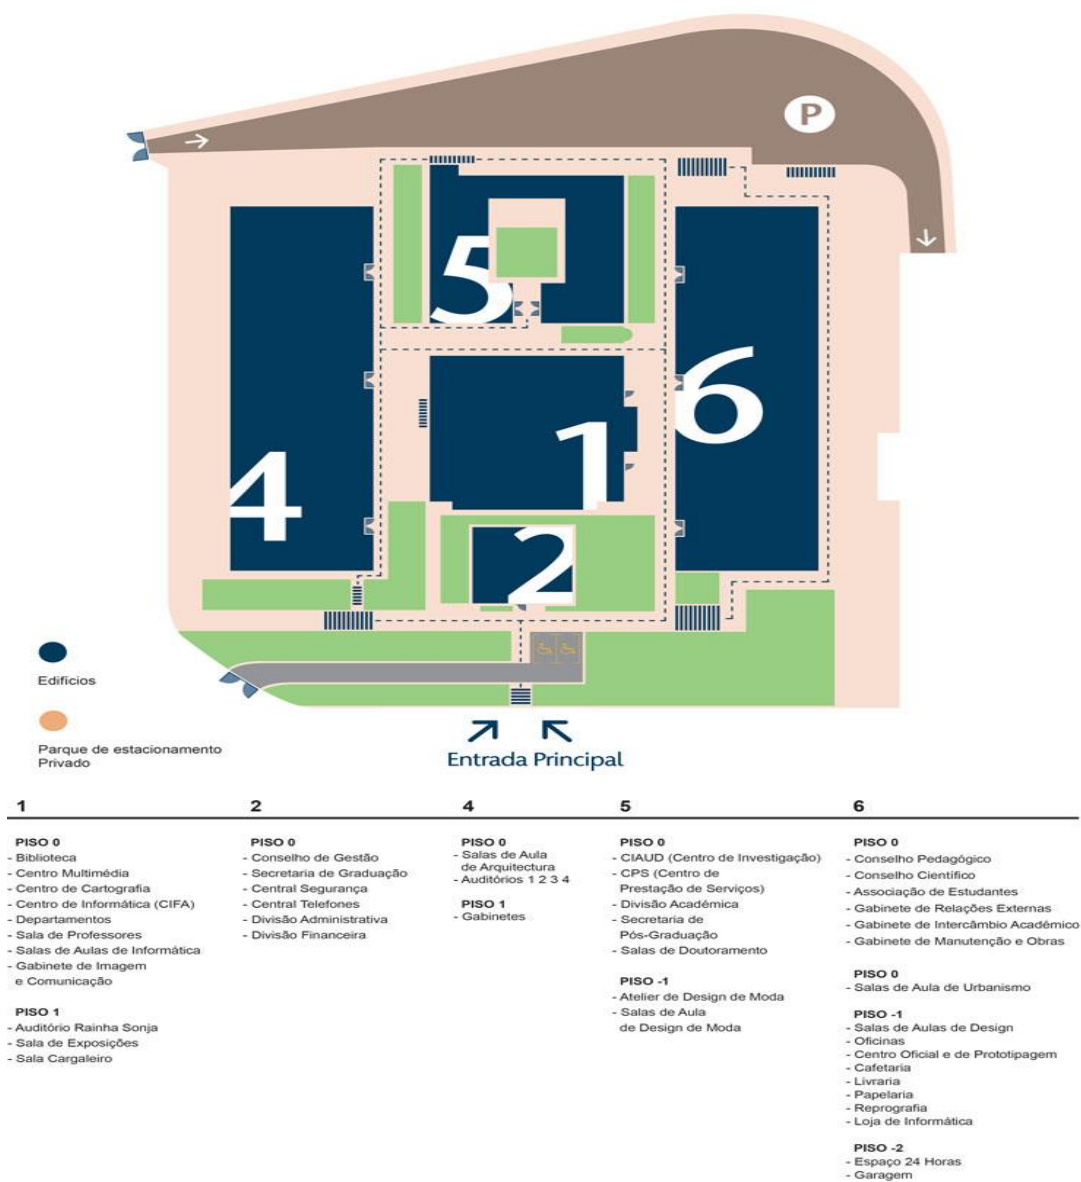 P
5
6
1
4
2
Edifícios
Parque de estacionamento
Privado
Entrada Principal
1
PISO 0
- Biblioteca
- Centro Multimédia
- Centro de Cartografia
- Centro de Informática (CIFA)
- Departamentos
- Sala de Professores
- Salas de Aulas de Informática
- Gabinete de Imagem
e Comunicação
PISO 1
- Auditório Rainha Sonja
- Sala de Exposições
- Sala Cargaleiro
2
PISO 0
- Conselho de Gestão
- Secretaria de Graduação
- Central Segurança
- Central Telefones
- Divisão Administrativa
- Divisão Financeira
4
PISO 0
- Salas de Aula
de Arquitectura
- Auditórios 1 2 3 4
PISO 1
- Gabinetes
5
PISO 0
- CIAUD (Centro de Investigação)
- CPS (Centro de
Prestação de Serviços)
- Divisão Académica
- Secretaria de
Pós-Graduação
- Salas de Doutoramento
PISO -1
- Atelier de Design de Moda
- Salas de Aula
de Design de Moda
6
PISO 0
- Conselho Pedagógico
- Conselho Científico
- Associação de Estudantes
- Gabinete de Relações Externas
- Gabinete de Intercâmbio Académico
- Gabinete de Manutenção e Obras
PISO 0
- Salas de Aula de Urbanismo
PISO -1
- Salas de Aulas de Design
- Oficinas
- Centro Oficial e de Prototipagem
- Cafetaria
- Livraria
- Papelaria
- Reprografia
- Loja de Informática
PISO -2
- Espaço 24 Horas
- Garagem